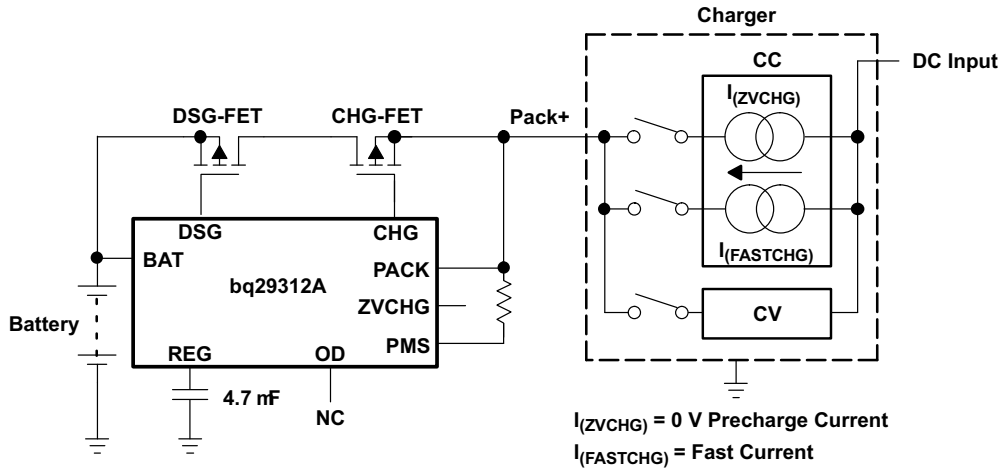 Charger
CC
DC Input
I(ZVCHG)
DSG-FET
CHG-FET
Pack+
I(FASTCHG)
DSG
CHG
BAT
PACK
bq29312A
ZVCHG
CV
Battery
PMS
REG
OD
4.7 mF
NC
I(ZVCHG) = 0 V Precharge Current
I(FASTCHG) = Fast Current